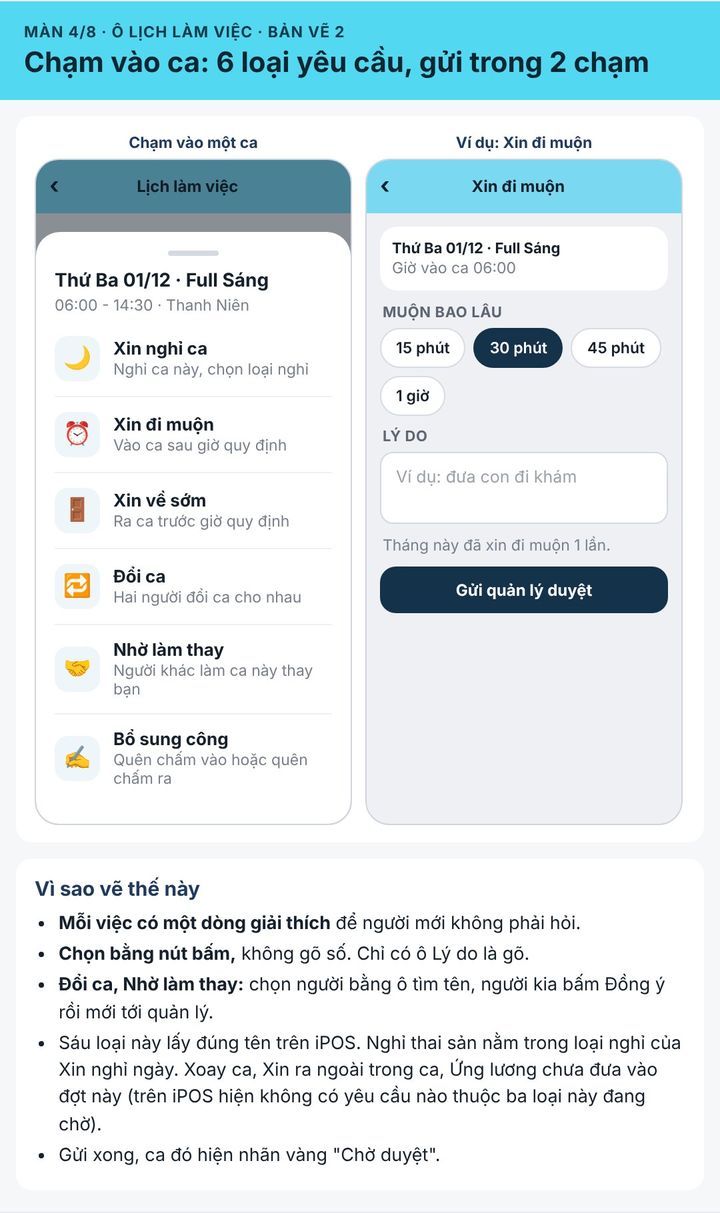 MÀN 4/8 · Ô LỊCH LÀM VIỆC · BẢN VẼ 2
Chạm vào ca: 6 loại yêu cầu, gửi trong 2 chạm
Chạm vào một ca
Lịch làm việc
Thứ Ba 01/12 · Full Sáng
06:00 - 14:30 · Thanh Niên
Xin nghỉ ca
Nghỉ ca này, chọn loại nghỉ
Xin đi muộn
Vào ca sau giờ quy định
Xin về sớm
Ra ca trước giờ quy định
Đổi ca
Hai người đổi ca cho nhau
Nhờ làm thay
Người khác làm ca này thay
bạn
Bổ sung công
Quên chấm vào hoặc quên
chấm ra
Ví dụ: Xin đi muộn
Xin đi muộn
Thứ Ba 01/12 · Full Sáng
Giờ vào ca 06:00
MUỘN BAO LÂU
15 phút 30 phút 45 phút
1 giờ
LÝ DO
Ví dụ: đưa con đi khám
Tháng này đã xin đi muộn 1 lần.
Gửi quản lý duyệt
Vì sao vẽ thế này
• Mỗi việc có một dòng giải thích để người mới không phải hỏi.
• Chọn bằng nút bấm, không gõ số. Chỉ có ô Lý do là gõ.
• Đổi ca, Nhờ làm thay: chọn người bằng ô tìm tên, người kia bấm Đồng ý
rồi mới tới quản lý.
• Sáu loại này lấy đúng tên trên iPOS. Nghỉ thai sản nằm trong loại nghỉ của
Xin nghỉ ngày. Xoay ca, Xin ra ngoài trong ca, Ứng lương chưa đưa vào
đợt này (trên iPOS hiện không có yêu cầu nào thuộc ba loại này đang
chờ).
• Gửi xong, ca đó hiện nhãn vàng "Chờ duyệt".